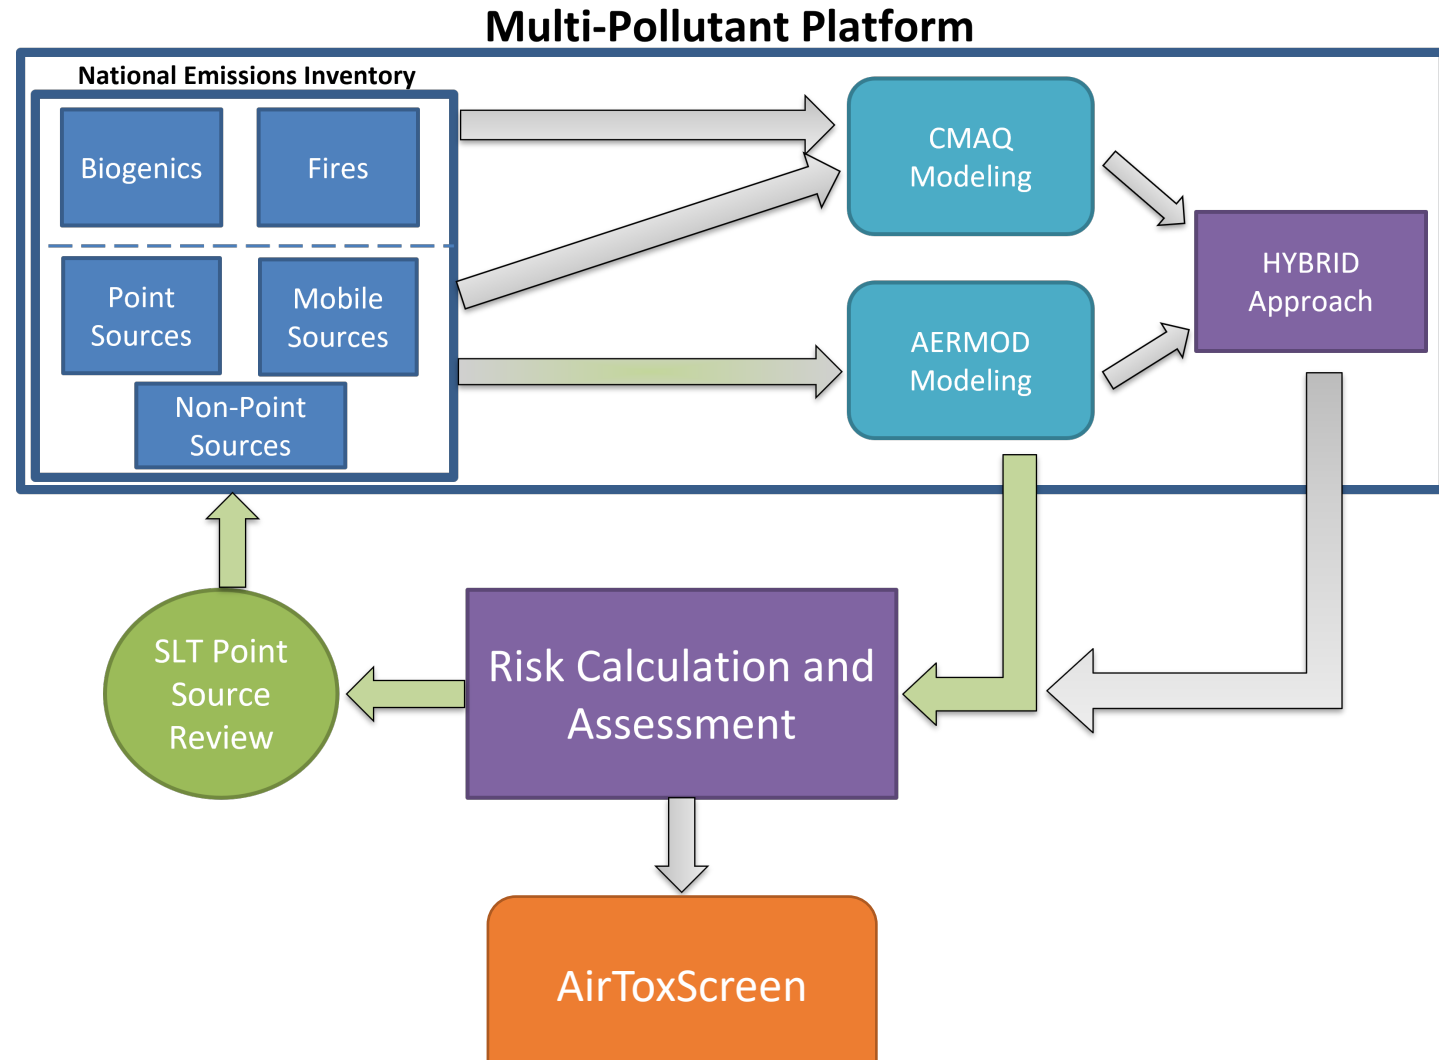 Multi-Pollutant Platform
National Emissions Inventory
Biogenics
Fires
Point
Sources
Mobile
Sources
Non-Point
Sources
CMAQ
Modeling
AERMOD
Modeling
HYBRID
Approach
SLT Point
Source
Review
Risk Calculation and
Assessment
AirToxScreen